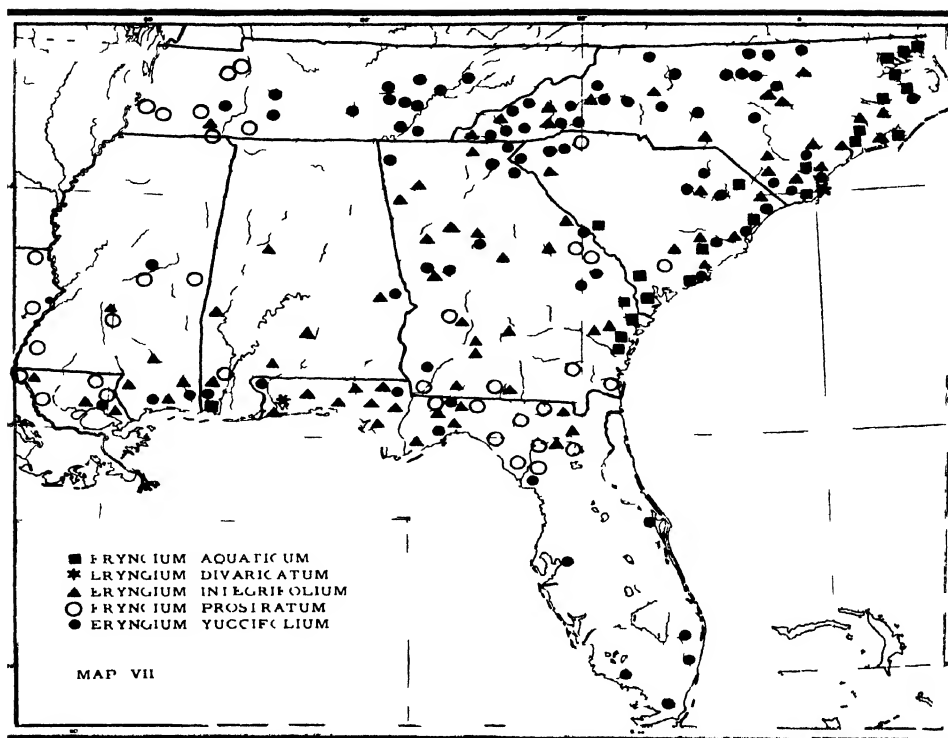 ■ ERYNGIUM AQUATICUM
✷ ERYNGIUM DIVARICATUM
▲ ERYNGIUM INTEGRIFOLIUM
○ ERYNGIUM PROSTRATUM
● ERYNGIUM YUCCIFOLIUM
MAP VII